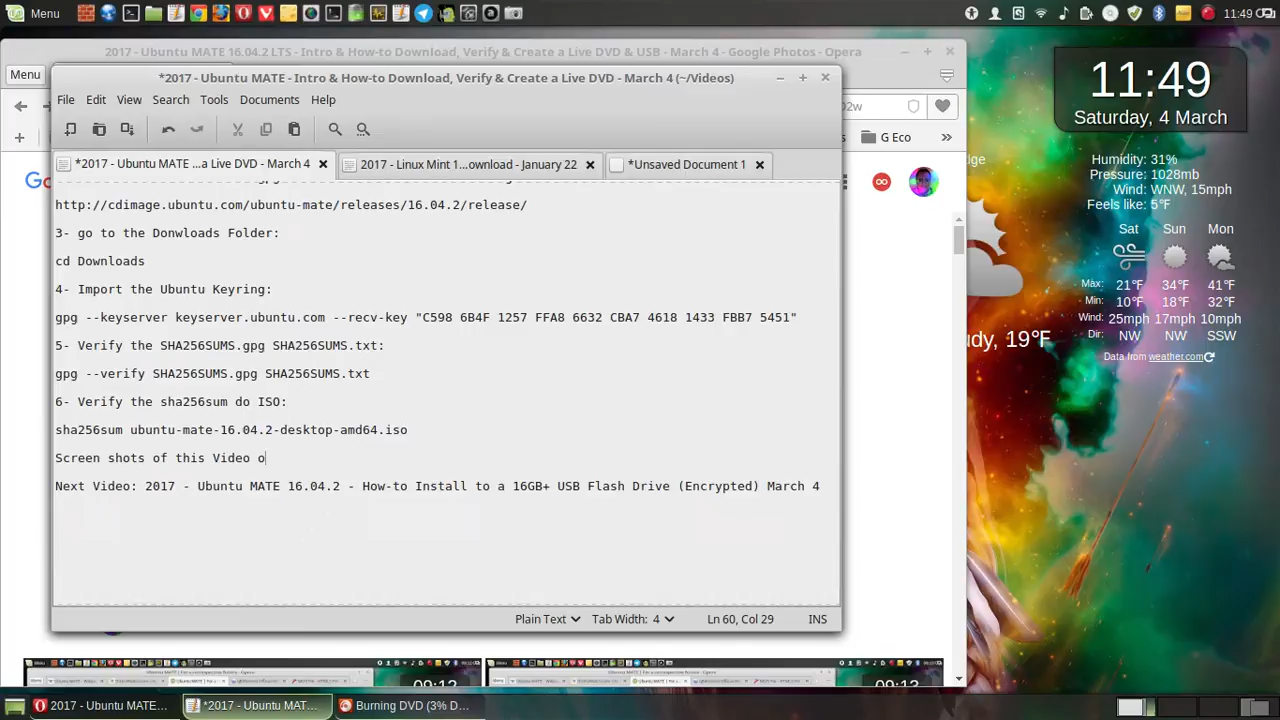 Menu
11:49
2017 - Ubuntu MATE 16.04.2 LTS - Intro & How-to Download, Verify & Create a Live DVD & USB - March 4 - Google Photos - Opera
Menu
*2017 - Ubuntu MATE - Intro & How-to Download, Verify & Create a Live DVD - March 4 (~/Videos)
File Edit View Search Tools Documents Help
G Eco
*2017 - Ubuntu MATE ...a Live DVD - March 4
2017 - Linux Mint 1...ownload - January 22
*Unsaved Document 1
http://cdimage.ubuntu.com/ubuntu-mate/releases/16.04.2/release/
3- go to the Donwloads Folder:
cd Downloads
4- Import the Ubuntu Keyring:
gpg --keyserver keyserver.ubuntu.com --recv-key "C598 6B4F 1257 FFA8 6632 CBA7 4618 1433 FBB7 5451"
5- Verify the SHA256SUMS.gpg SHA256SUMS.txt:
gpg --verify SHA256SUMS.gpg SHA256SUMS.txt
6- Verify the sha256sum do ISO:
sha256sum ubuntu-mate-16.04.2-desktop-amd64.iso
Screen shots of this Video o
Next Video: 2017 - Ubuntu MATE 16.04.2 - How-to Install to a 16GB+ USB Flash Drive (Encrypted) March 4
Plain Text Tab Width: 4 Ln 60, Col 29 INS
11:49
Saturday, 4 March
Humidity: 31%
Pressure: 1028mb
Wind: WNW, 15mph
Feels like: 5°F
Sat Sun Mon
Max: 21°F 34°F 41°F
Min: 10°F 18°F 32°F
Wind: 25mph 17mph 10mph
Dir: NW NW SSW
Data from weather.com
udy, 19°F
09:13
2017 - Ubuntu MATE...
*2017 - Ubuntu MAT...
Burning DVD (3% D...